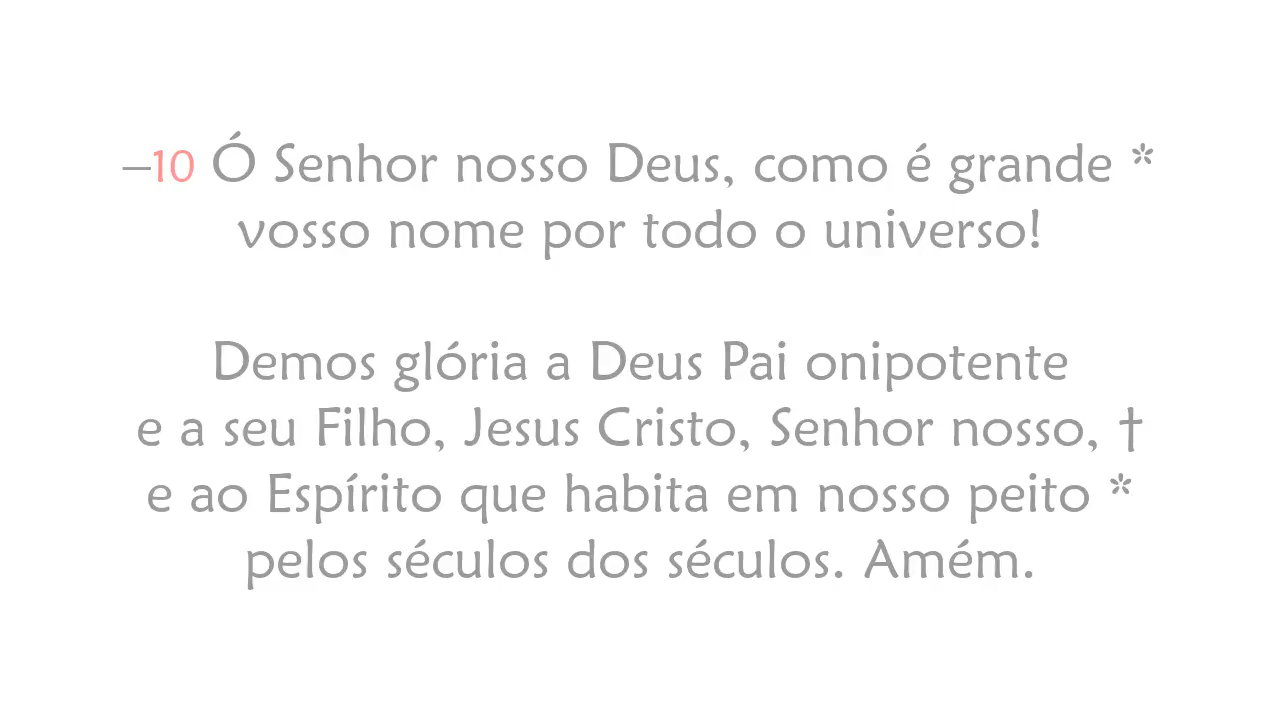 –10 Ó Senhor nosso Deus, como é grande *
vosso nome por todo o universo!
Demos glória a Deus Pai onipotente
e a seu Filho, Jesus Cristo, Senhor nosso, †
e ao Espírito que habita em nosso peito *
pelos séculos dos séculos. Amém.